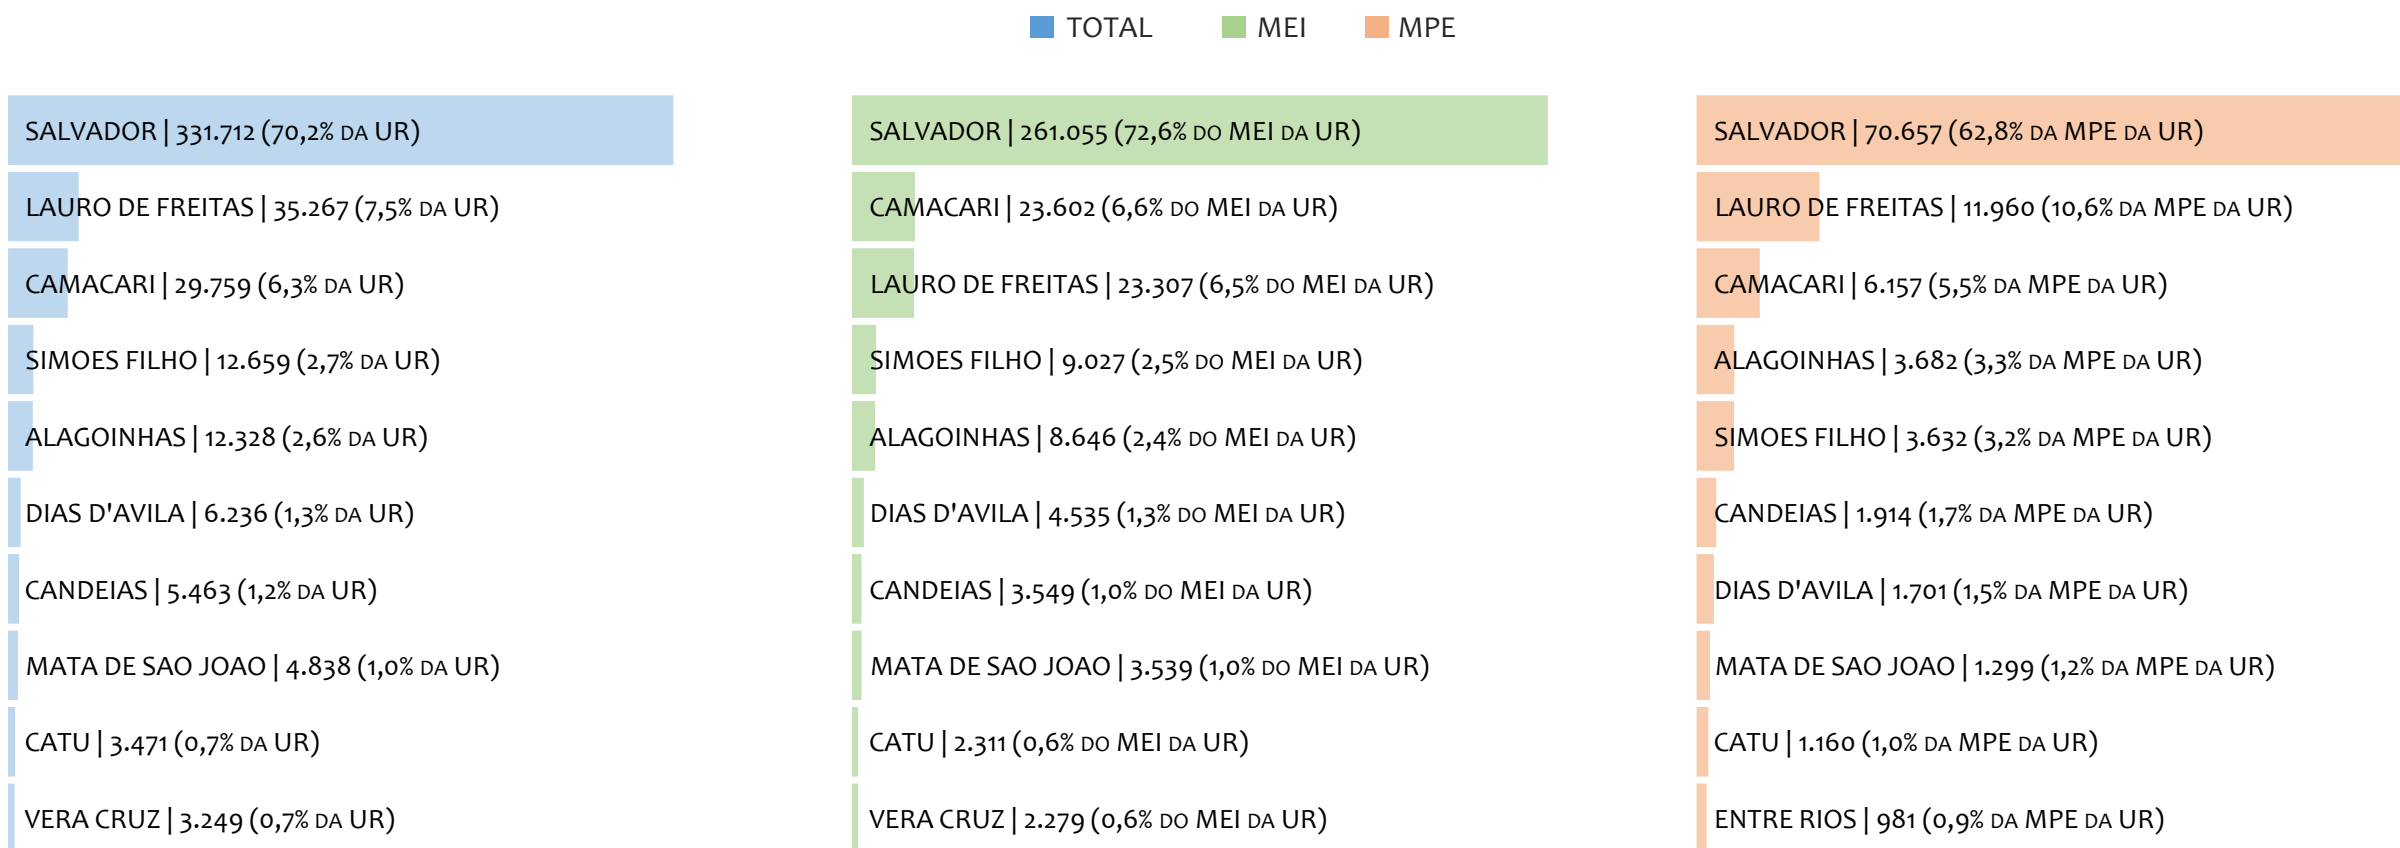 TOTAL MEI MPE
SALVADOR | 331.712 (70,2% DA UR)
LAURO DE FREITAS | 35.267 (7,5% DA UR)
CAMACARI | 29.759 (6,3% DA UR)
SIMOES FILHO | 12.659 (2,7% DA UR)
ALAGOINHAS | 12.328 (2,6% DA UR)
DIAS D'AVILA | 6.236 (1,3% DA UR)
CANDEIAS | 5.463 (1,2% DA UR)
MATA DE SAO JOAO | 4.838 (1,0% DA UR)
CATU | 3.471 (0,7% DA UR)
VERA CRUZ | 3.249 (0,7% DA UR)
SALVADOR | 261.055 (72,6% DO MEI DA UR)
CAMACARI | 23.602 (6,6% DO MEI DA UR)
LAURO DE FREITAS | 23.307 (6,5% DO MEI DA UR)
SIMOES FILHO | 9.027 (2,5% DO MEI DA UR)
ALAGOINHAS | 8.646 (2,4% DO MEI DA UR)
DIAS D'AVILA | 4.535 (1,3% DO MEI DA UR)
CANDEIAS | 3.549 (1,0% DO MEI DA UR)
MATA DE SAO JOAO | 3.539 (1,0% DO MEI DA UR)
CATU | 2.311 (0,6% DO MEI DA UR)
VERA CRUZ | 2.279 (0,6% DO MEI DA UR)
SALVADOR | 70.657 (62,8% DA MPE DA UR)
LAURO DE FREITAS | 11.960 (10,6% DA MPE DA UR)
CAMACARI | 6.157 (5,5% DA MPE DA UR)
ALAGOINHAS | 3.682 (3,3% DA MPE DA UR)
SIMOES FILHO | 3.632 (3,2% DA MPE DA UR)
CANDEIAS | 1.914 (1,7% DA MPE DA UR)
DIAS D'AVILA | 1.701 (1,5% DA MPE DA UR)
MATA DE SAO JOAO | 1.299 (1,2% DA MPE DA UR)
CATU | 1.160 (1,0% DA MPE DA UR)
ENTRE RIOS | 981 (0,9% DA MPE DA UR)